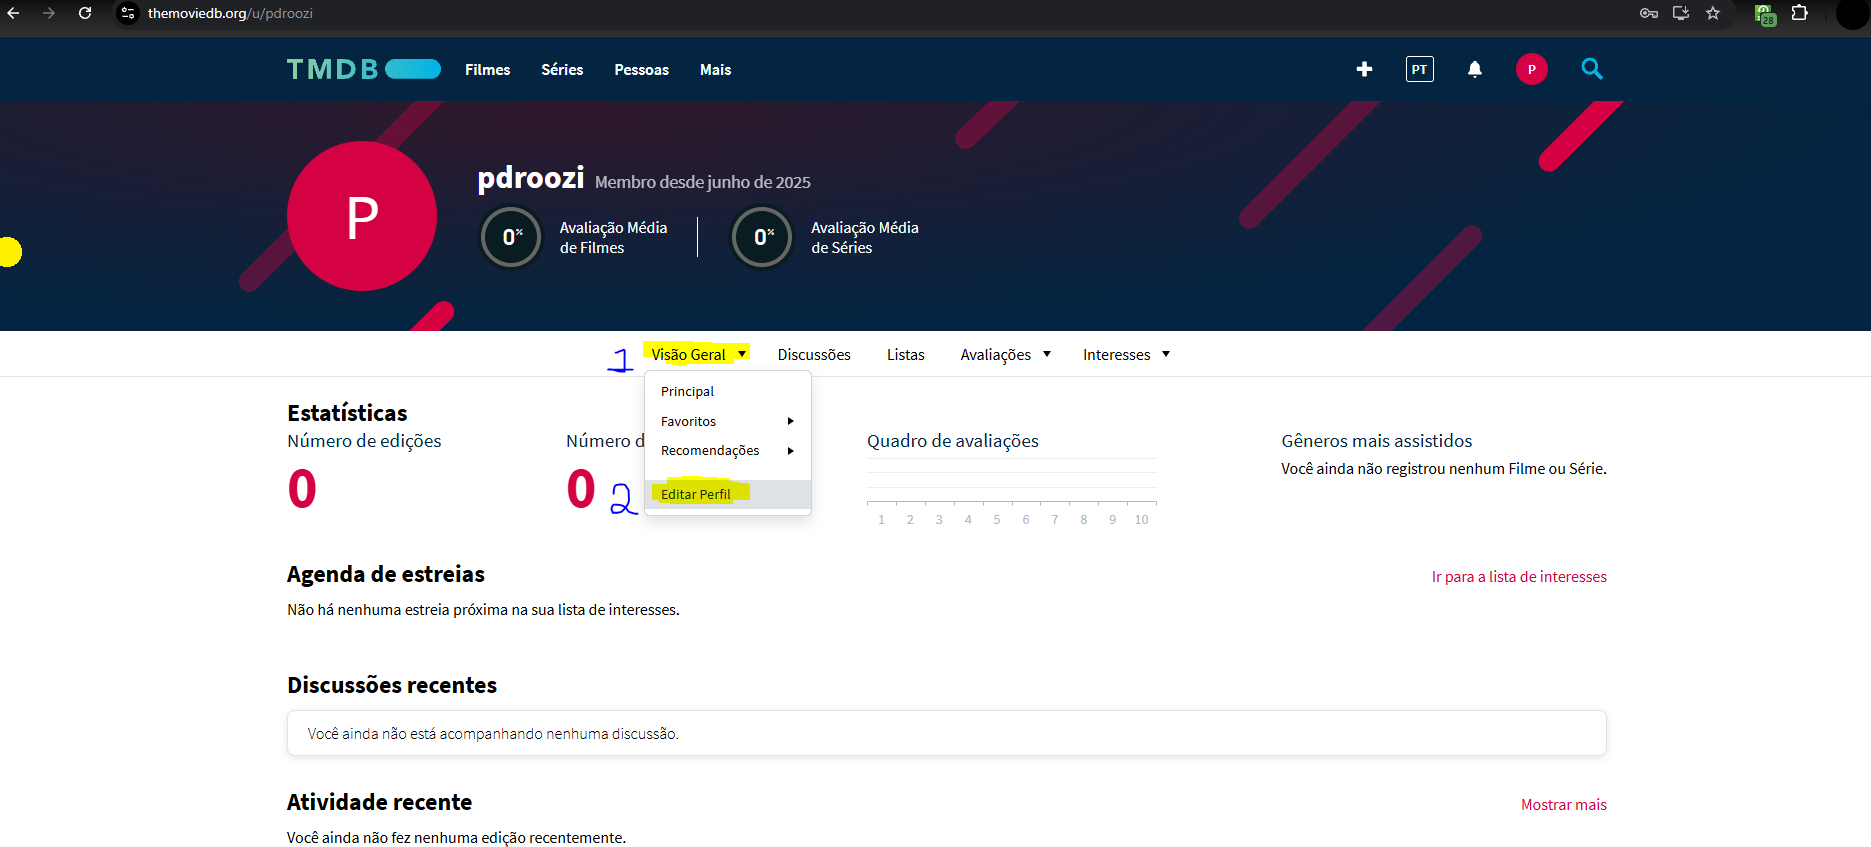 themoviedb.org/u/pdroozi
28
TMDB Filmes Séries Pessoas Mais PT P
P
pdroozi Membro desde junho de 2025
0% Avaliação Média de Filmes
0% Avaliação Média de Séries
1 Visão Geral Discussões Listas Avaliações Interesses
Principal
Favoritos
Recomendações
2 Editar Perfil
Estatísticas
Número de edições
0
Número d
0
Quadro de avaliações
1 2 3 4 5 6 7 8 9 10
Gêneros mais assistidos
Você ainda não registrou nenhum Filme ou Série.
Agenda de estreias
Ir para a lista de interesses
Não há nenhuma estreia próxima na sua lista de interesses.
Discussões recentes
Você ainda não está acompanhando nenhuma discussão.
Atividade recente
Mostrar mais
Você ainda não fez nenhuma edição recentemente.